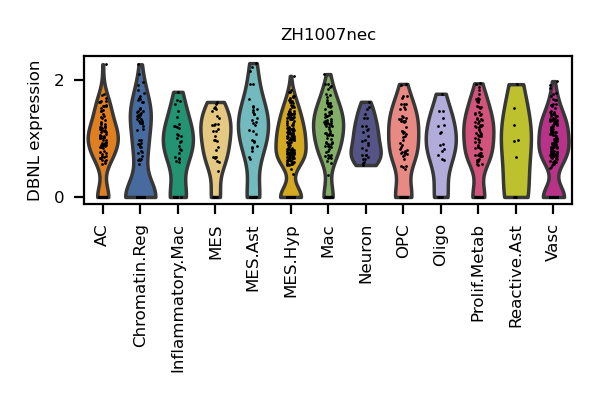 ZH1007nec
DBNL expression
2
0
AC
Chromatin.Reg
Inflammatory.Mac
MES
MES.Ast
MES.Hyp
Mac
Neuron
OPC
Oligo
Prolif.Metab
Reactive.Ast
Vasc